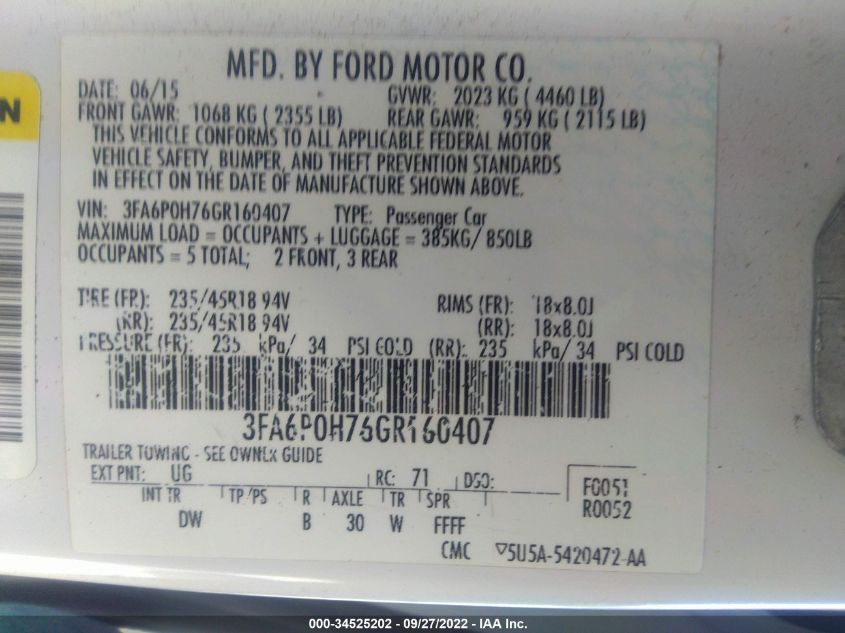 MFD. BY FORD MOTOR CO.
DATE: 06/15 GVWR: 2023 KG ( 4460 LB)
FRONT GAWR: 1068 KG ( 2355 LB) REAR GAWR: 959 KG ( 2115 LB)
THIS VEHICLE CONFORMS TO ALL APPLICABLE FEDERAL MOTOR
VEHICLE SAFETY, BUMPER, AND THEFT PREVENTION STANDARDS
IN EFFECT ON THE DATE OF MANUFACTURE SHOWN ABOVE.
VIN: 3FA6P0H76GR160407 TYPE: Passenger Car
MAXIMUM LOAD = OCCUPANTS + LUGGAGE = 385KG/ 850LB
OCCUPANTS = 5 TOTAL; 2 FRONT, 3 REAR
TIRE (FR): 235/45R18 94V RIMS (FR): 18x8.0J
(RR): 235/45R18 94V (RR): 18x8.0J
PRESSURE (FR): 235 kPa/ 34 PSI COLD (RR): 235 kPa/ 34 PSI COLD
3FA6P0H76GR160407
TRAILER TOWING - SEE OWNER GUIDE
EXT PNT: UG RC: 71 DSO: F0051
INT TR TP/PS R AXLE TR SPR R0052
DW B 30 W FFFF
CMC ▽5U5A-5420472-AA
N
000-34525202 - 09/27/2022 - IAA Inc.